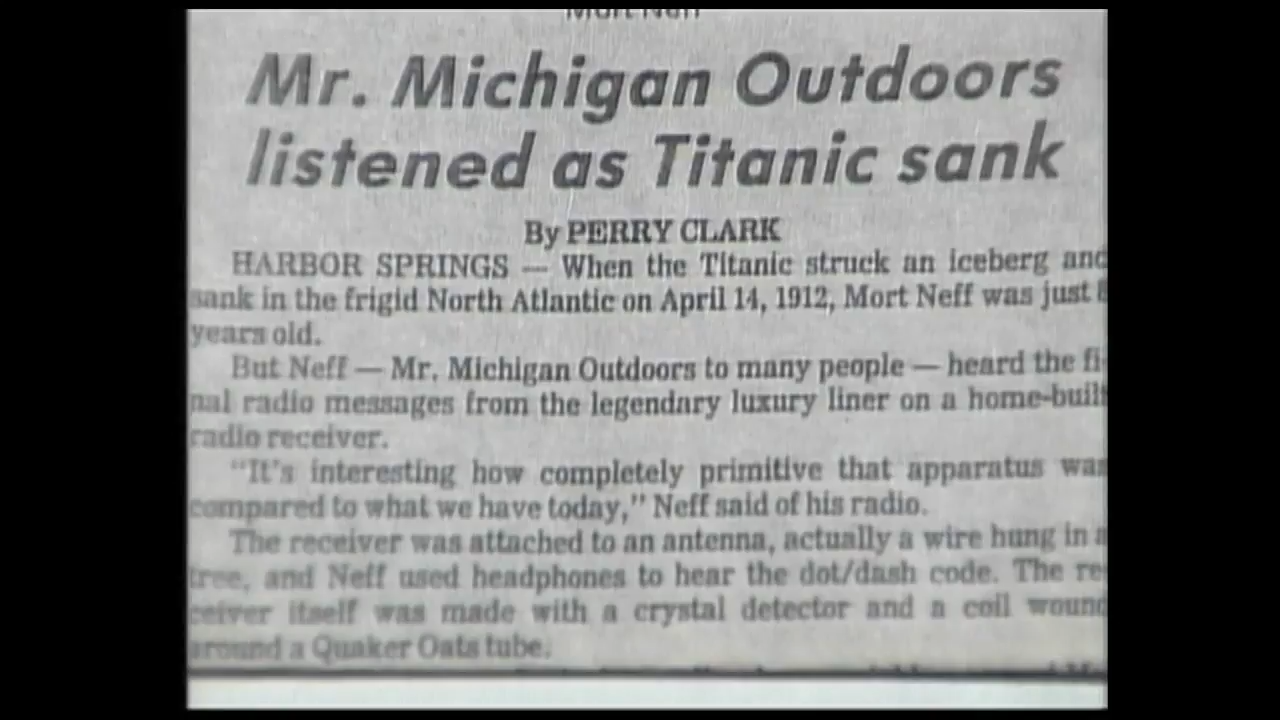 Mort Neff
Mr. Michigan Outdoors
listened as Titanic sank
By PERRY CLARK
HARBOR SPRINGS — When the Titanic struck an iceberg and
sank in the frigid North Atlantic on April 14, 1912, Mort Neff was just 8
years old.
But Neff — Mr. Michigan Outdoors to many people — heard the fi-
nal radio messages from the legendary luxury liner on a home-built
radio receiver.
"It's interesting how completely primitive that apparatus was
compared to what we have today," Neff said of his radio.
The receiver was attached to an antenna, actually a wire hung in a
tree, and Neff used headphones to hear the dot/dash code. The re-
ceiver itself was made with a crystal detector and a coil wound
around a Quaker Oats tube.